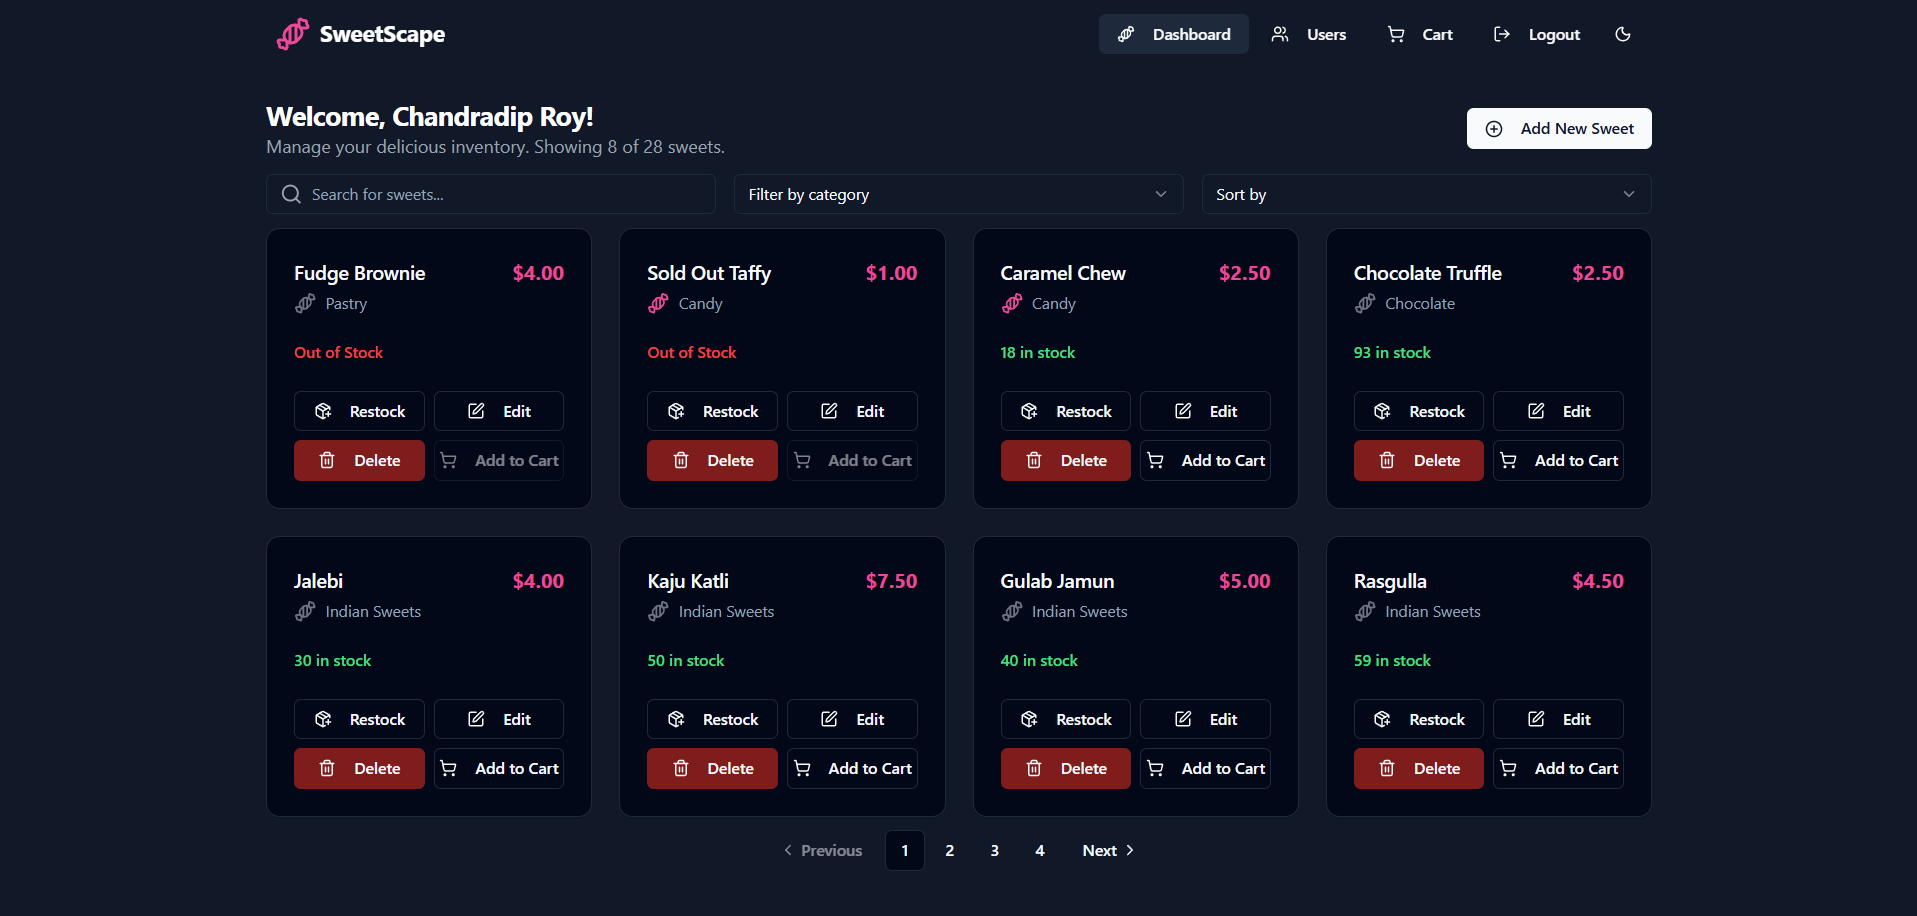 SweetScape Dashboard Users Cart Logout
Welcome, Chandradip Roy!
Manage your delicious inventory. Showing 8 of 28 sweets.
Add New Sweet
Search for sweets... Filter by category Sort by
Fudge Brownie $4.00 Sold Out Taffy $1.00 Caramel Chew $2.50 Chocolate Truffle $2.50
Pastry Candy Candy Chocolate
Out of Stock Out of Stock 18 in stock 93 in stock
Restock Edit Restock Edit Restock Edit Restock Edit
Delete Add to Cart Delete Add to Cart Delete Add to Cart Delete Add to Cart
Jalebi $4.00 Kaju Katli $7.50 Gulab Jamun $5.00 Rasgulla $4.50
Indian Sweets Indian Sweets Indian Sweets Indian Sweets
30 in stock 50 in stock 40 in stock 59 in stock
Restock Edit Restock Edit Restock Edit Restock Edit
Delete Add to Cart Delete Add to Cart Delete Add to Cart Delete Add to Cart
Previous 1 2 3 4 Next